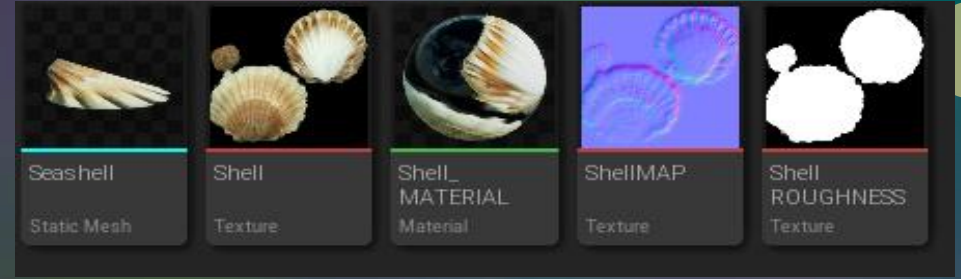 Seashell
Static Mesh
Shell
Texture
Shell_
MATERIAL
Material
ShellMAP
Texture
Shell
ROUGHNESS
Texture